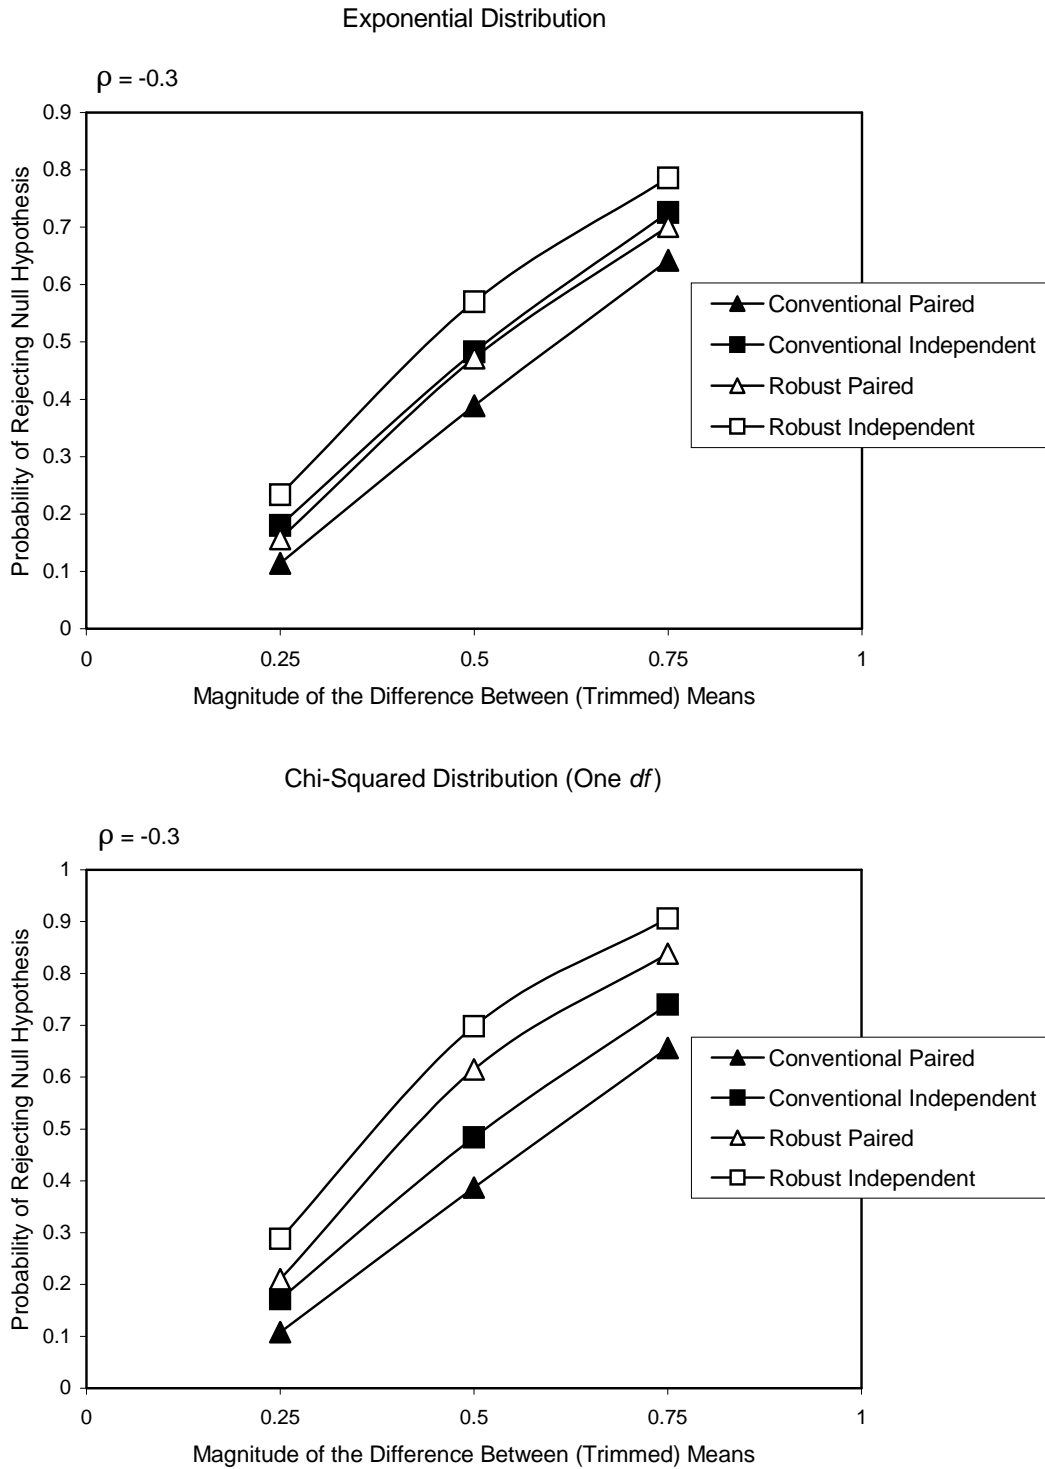 Exponential Distribution
ρ = -0.3
0.9
0.8
0.7
0.6
0.5
0.4
0.3
0.2
0.1
0
Probability of Rejecting Null Hypothesis
0 0.25 0.5 0.75 1
Magnitude of the Difference Between (Trimmed) Means
Conventional Paired
Conventional Independent
Robust Paired
Robust Independent
Chi-Squared Distribution (One df)
ρ = -0.3
1
0.9
0.8
0.7
0.6
0.5
0.4
0.3
0.2
0.1
0
Probability of Rejecting Null Hypothesis
0 0.25 0.5 0.75 1
Magnitude of the Difference Between (Trimmed) Means
Conventional Paired
Conventional Independent
Robust Paired
Robust Independent